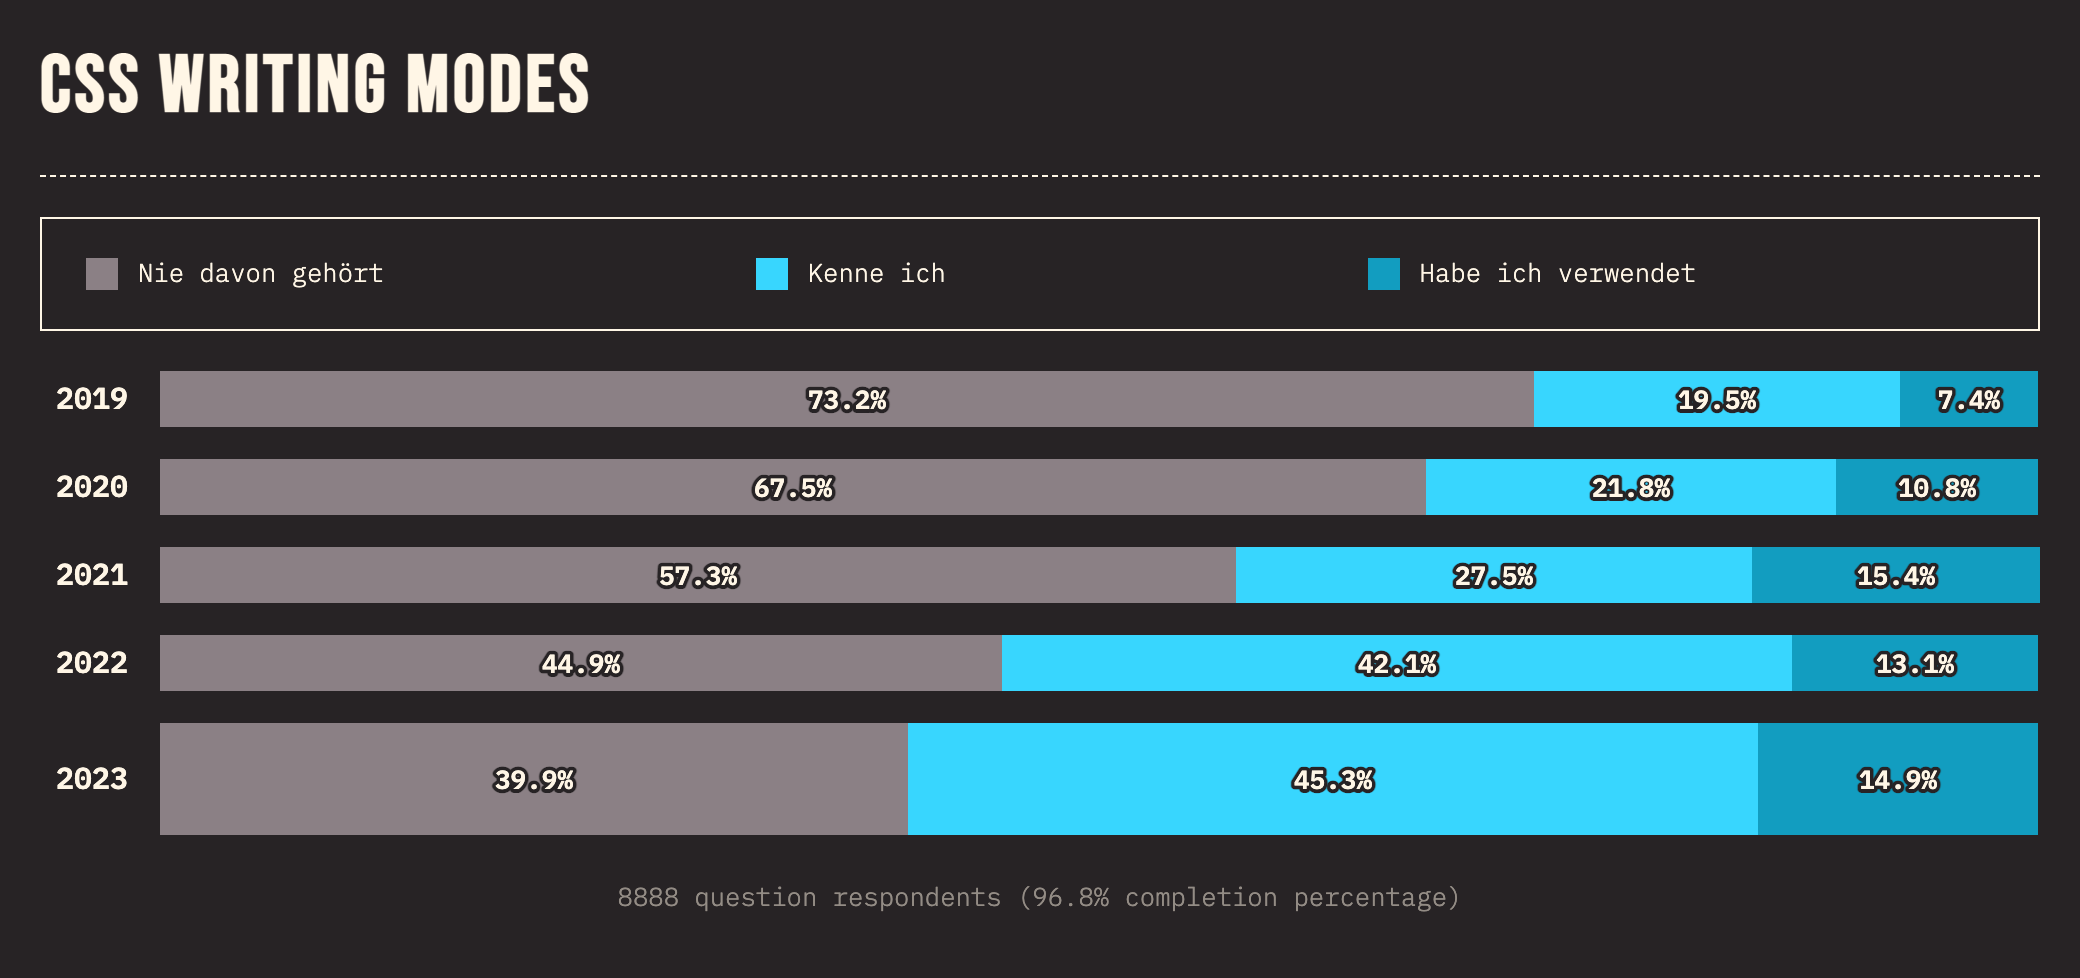 CSS WRITING MODES
Nie davon gehört Kenne ich Habe ich verwendet
2019 73.2% 19.5% 7.4%
2020 67.5% 21.8% 10.8%
2021 57.3% 27.5% 15.4%
2022 44.9% 42.1% 13.1%
2023 39.9% 45.3% 14.9%
8888 question respondents (96.8% completion percentage)